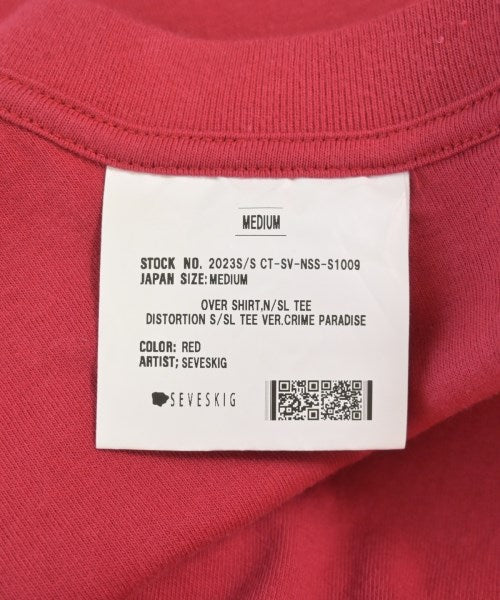 MEDIUM
STOCK NO. 2023S/S CT-SV-NSS-S1009
JAPAN SIZE:MEDIUM
OVER SHIRT,N/SL TEE
DISTORTION S/SL TEE VER.CRIME PARADISE
COLOR: RED
ARTIST; SEVESKIG
SEVESKIG